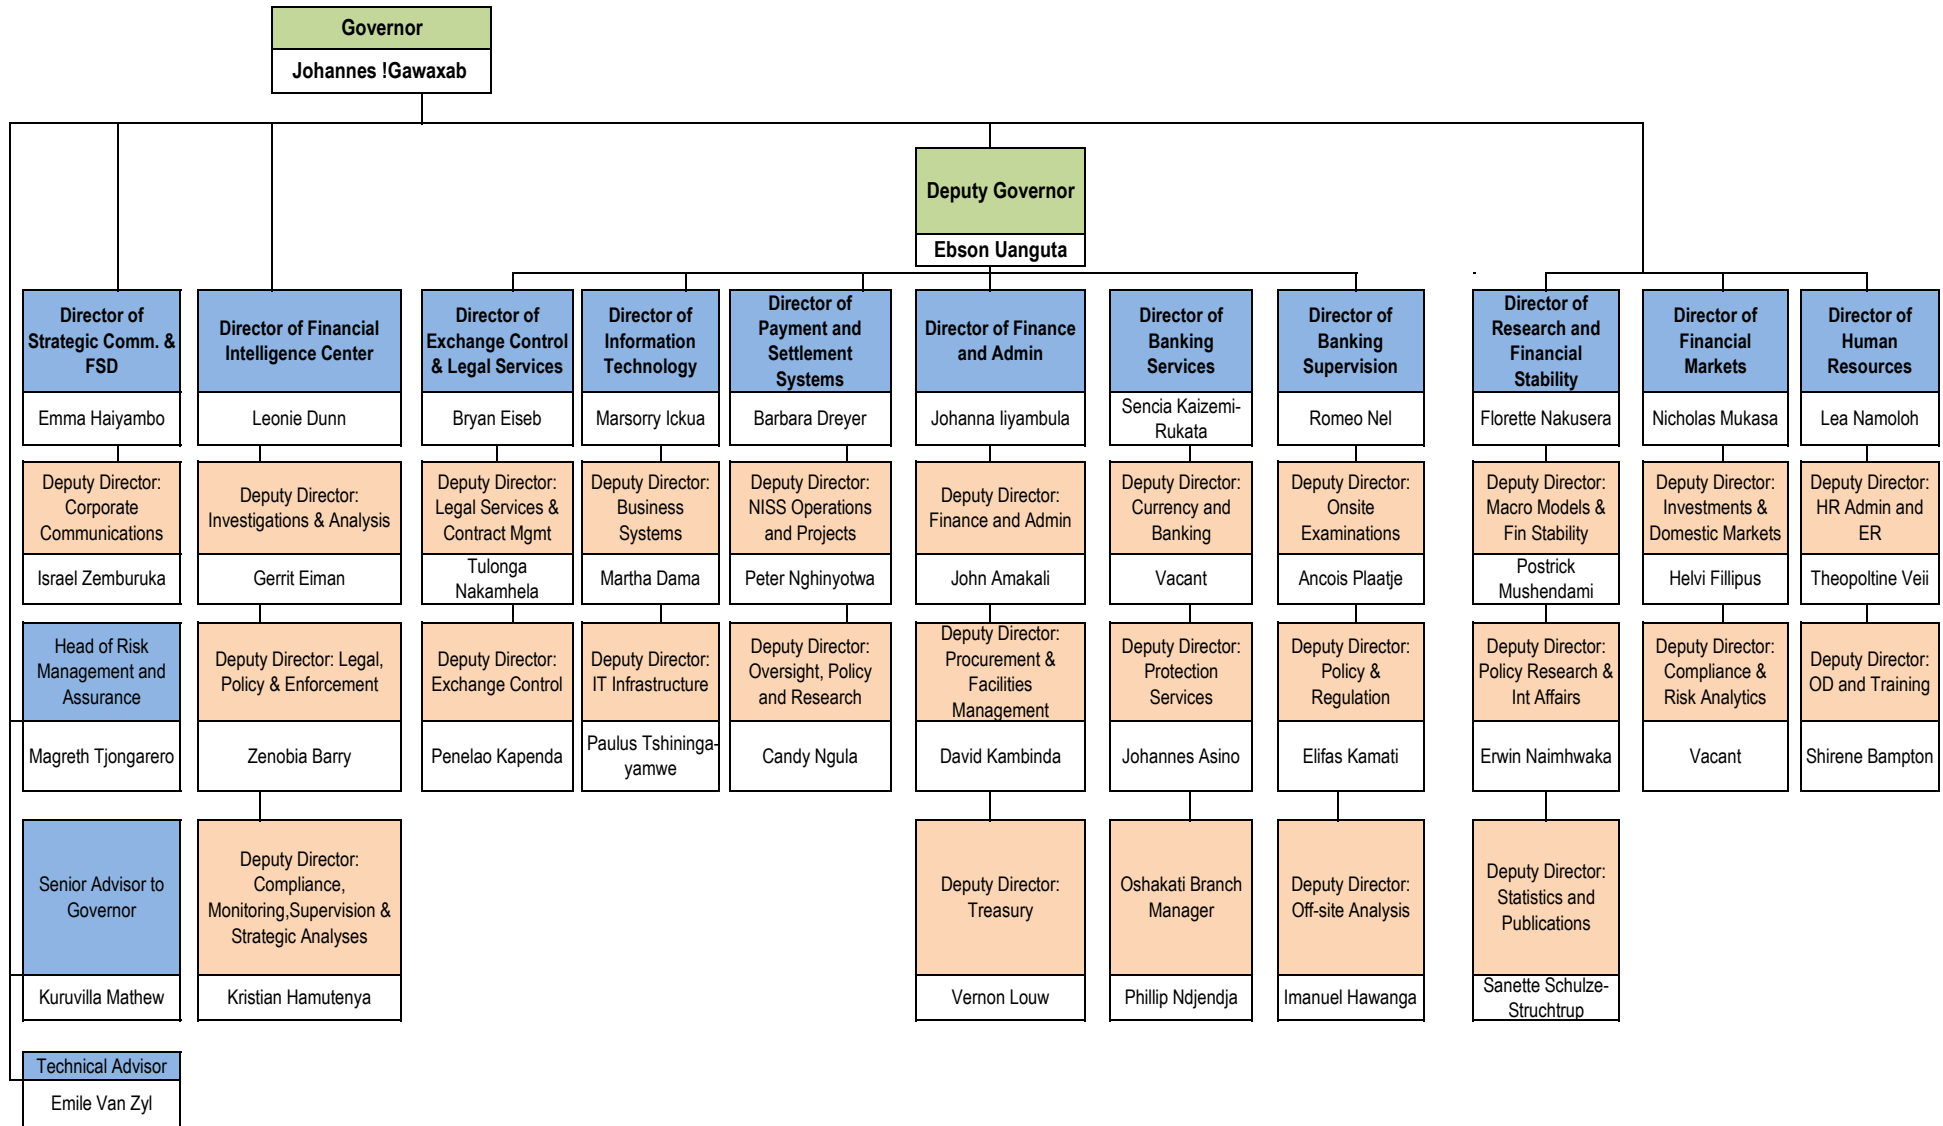 Governor
Johannes !Gawaxab
Deputy Governor
Ebson Uanguta
Director of
Strategic Comm. &
FSD
Emma Haiyambo
Director of Financial
Intelligence Center
Leonie Dunn
Director of
Exchange Control
& Legal Services
Bryan Eiseb
Director of
Information
Technology
Marsorry Ickua
Director of
Payment and
Settlement
Systems
Barbara Dreyer
Director of Finance
and Admin
Johanna Iiyambula
Director of
Banking
Services
Sencia Kaizemi-
Rukata
Director of
Banking
Supervision
Romeo Nel
Director of
Research and
Financial
Stability
Florette Nakusera
Director of
Financial
Markets
Nicholas Mukasa
Director of
Human
Resources
Lea Namoloh
Deputy Director:
Corporate
Communications
Israel Zemburuka
Deputy Director:
Investigations & Analysis
Gerrit Eiman
Deputy Director:
Legal Services &
Contract Mgmt
Tulonga
Nakamhela
Deputy Director:
Business
Systems
Martha Dama
Deputy Director:
NISS Operations
and Projects
Peter Nghinyotwa
Deputy Director:
Finance and Admin
John Amakali
Deputy Director:
Currency and
Banking
Vacant
Deputy Director:
Onsite
Examinations
Ancois Plaatje
Deputy Director:
Macro Models &
Fin Stability
Postrick
Mushendami
Deputy Director:
Investments &
Domestic Markets
Helvi Fillipus
Deputy Director:
HR Admin and
ER
Theopoltine Veii
Head of Risk
Management and
Assurance
Magreth Tjongarero
Deputy Director: Legal,
Policy & Enforcement
Zenobia Barry
Deputy Director:
Exchange Control
Penelao Kapenda
Deputy Director:
IT Infrastructure
Paulus Tshininga-
yamwe
Deputy Director:
Oversight, Policy
and Research
Candy Ngula
Deputy Director:
Procurement &
Facilities
Management
David Kambinda
Deputy Director:
Protection
Services
Johannes Asino
Deputy Director:
Policy &
Regulation
Elifas Kamati
Deputy Director:
Policy Research &
Int Affairs
Erwin Naimhwaka
Deputy Director:
Compliance &
Risk Analytics
Vacant
Deputy Director:
OD and Training
Shirene Bampton
Senior Advisor to
Governor
Kuruvilla Mathew
Deputy Director:
Compliance,
Monitoring,Supervision &
Strategic Analyses
Kristian Hamutenya
Deputy Director:
Treasury
Vernon Louw
Oshakati Branch
Manager
Phillip Ndjendja
Deputy Director:
Off-site Analysis
Imanuel Hawanga
Deputy Director:
Statistics and
Publications
Sanette Schulze-
Struchtrup
Technical Advisor
Emile Van Zyl